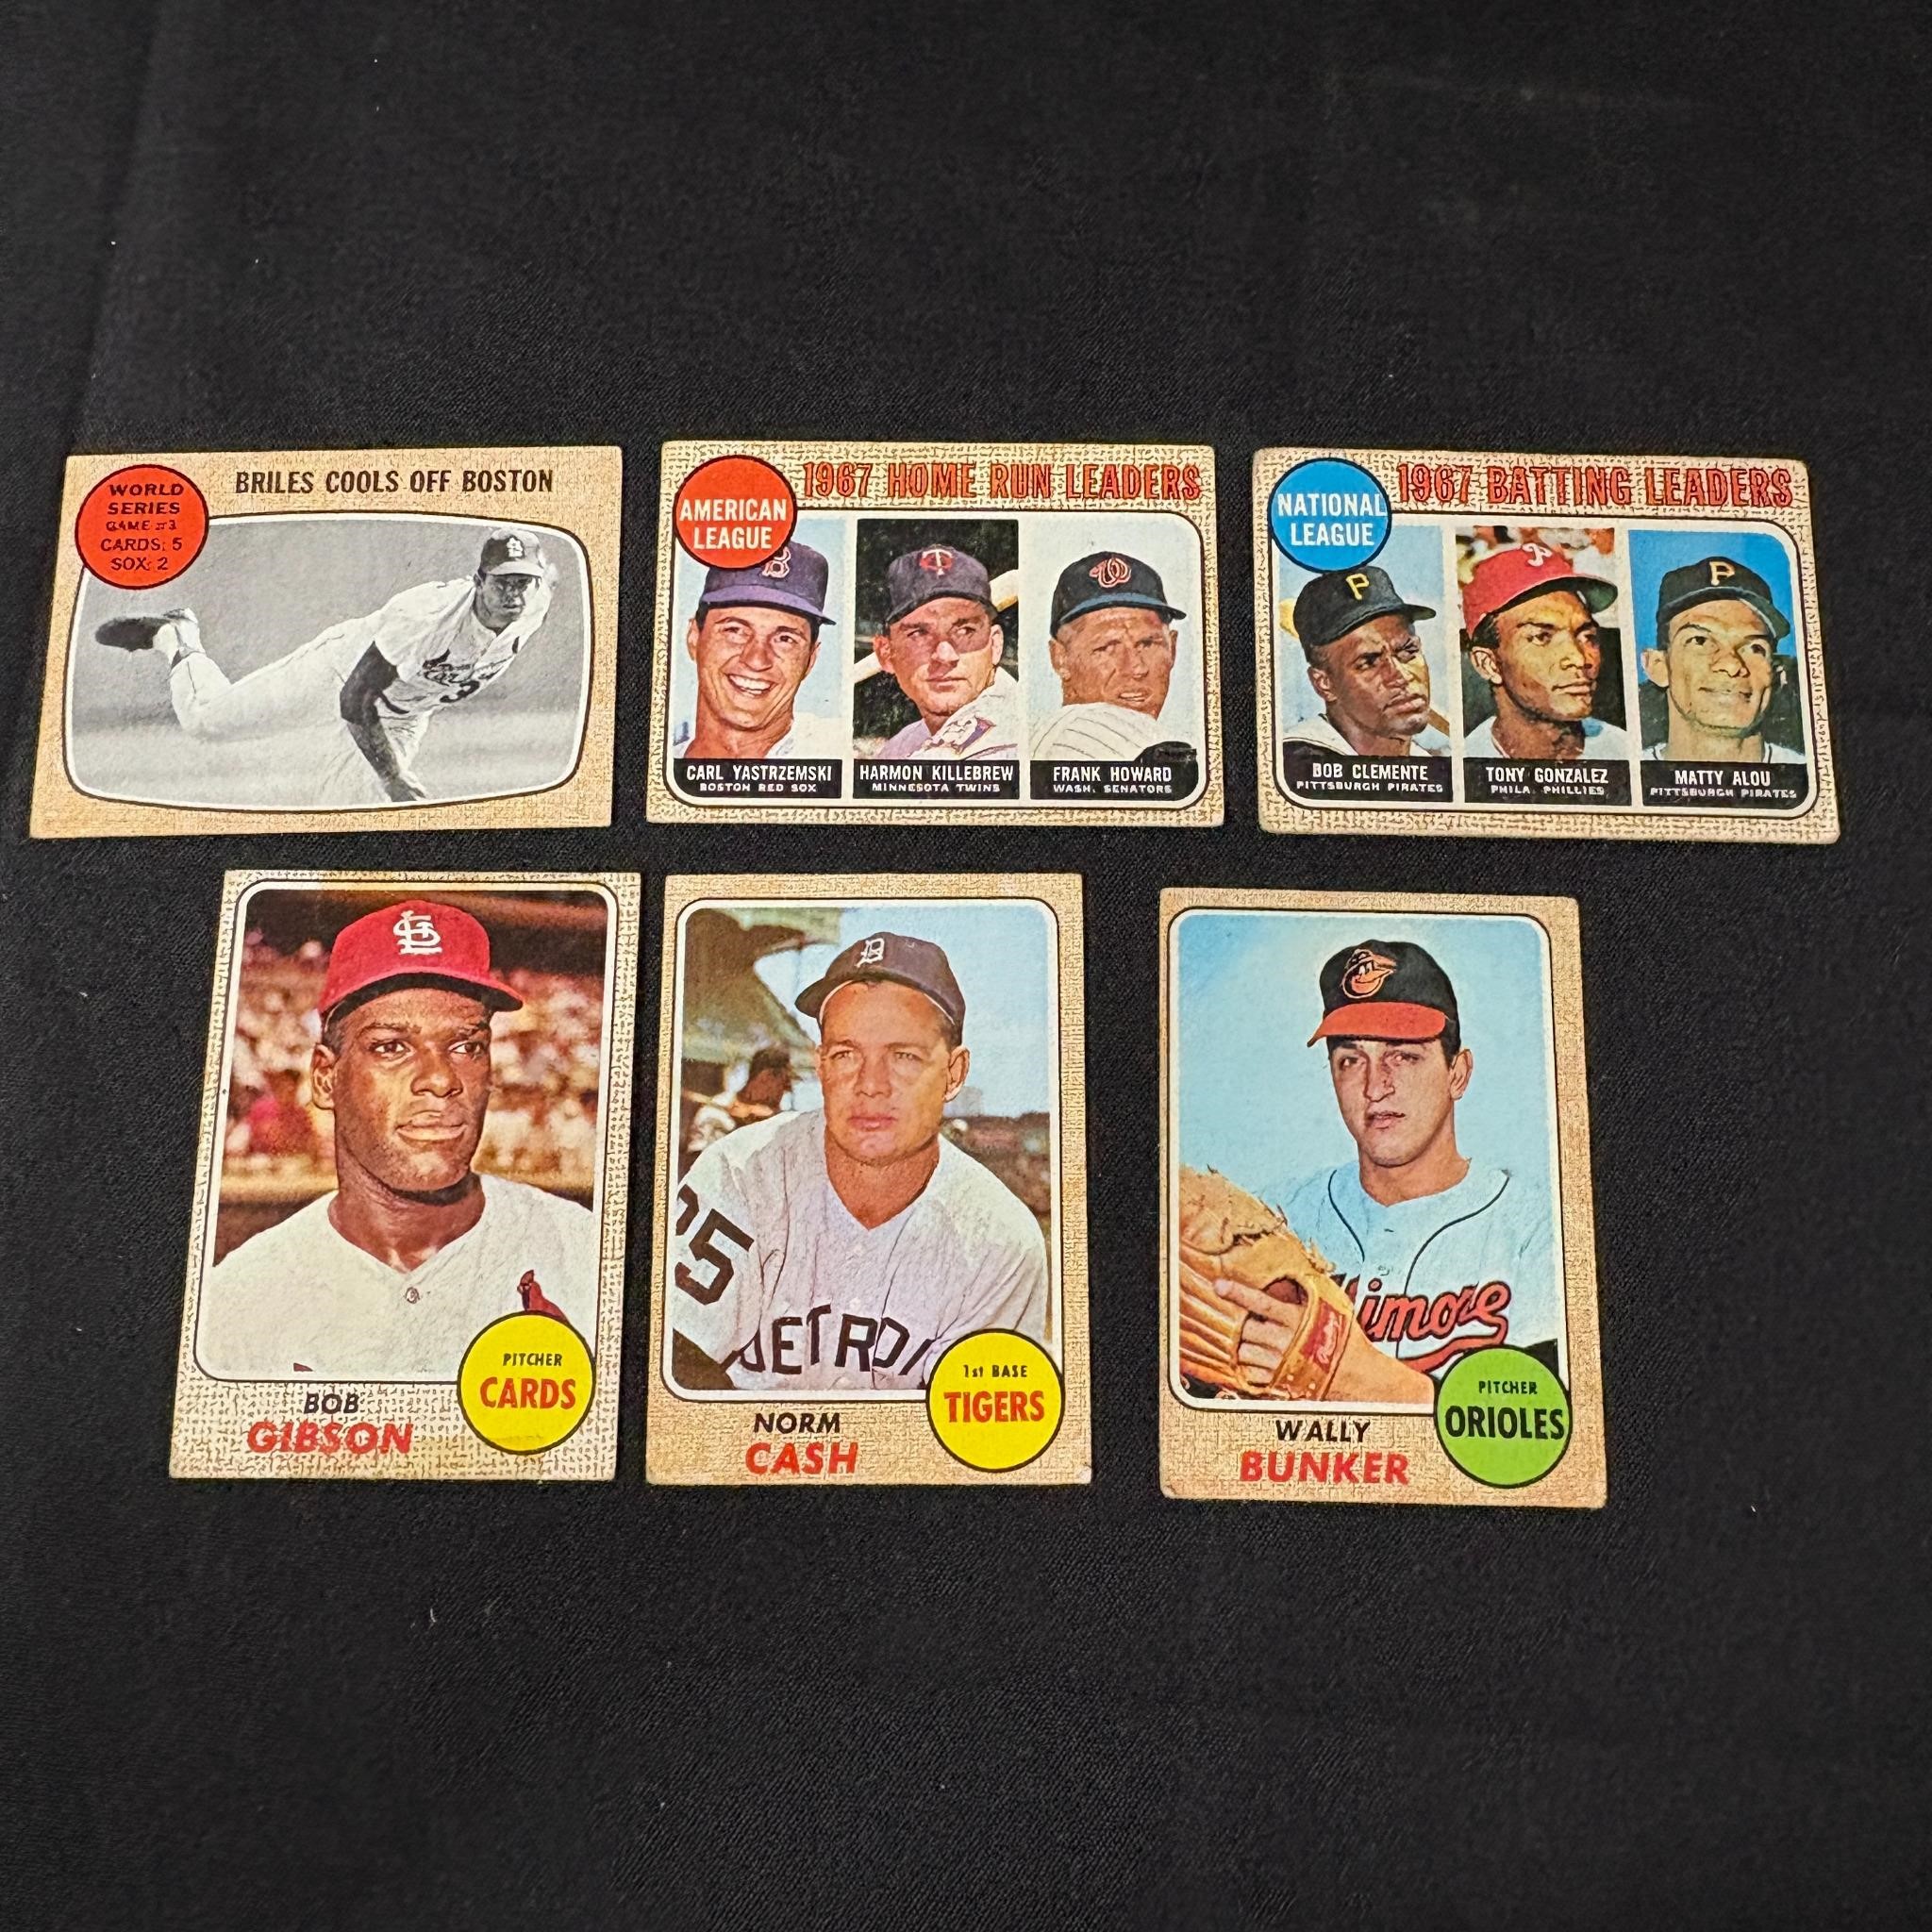 WORLD
SERIES
GAME #3
CARDS: 5
SOX: 2
BRILES COOLS OFF BOSTON
AMERICAN
LEAGUE
1967 HOME RUN LEADERS
B
T
W
CARL YASTRZEMSKI
BOSTON RED SOX
HARMON KILLEBREW
MINNESOTA TWINS
FRANK HOWARD
WASH. SENATORS
NATIONAL
LEAGUE
1967 BATTING LEADERS
P
P
P
BOB CLEMENTE
PITTSBURGH PIRATES
TONY GONZALEZ
PHILA. PHILLIES
MATTY ALOU
PITTSBURGH PIRATES
STL
PITCHER
CARDS
BOB
GIBSON
D
25
DETROI
1st BASE
TIGERS
NORM
CASH
timore
PITCHER
ORIOLES
WALLY
BUNKER